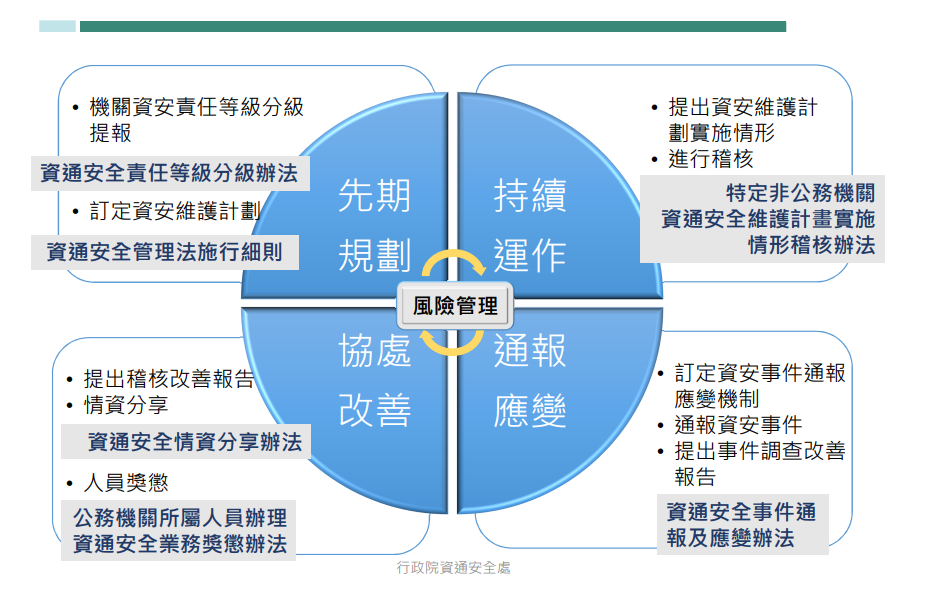 • 機關資安責任等級分級
提報
資通安全責任等級分級辦法
• 訂定資安維護計劃
資通安全管理法施行細則
先期
規劃
持續
運作
• 提出資安維護計
劃實施情形
• 進行稽核
特定非公務機關
資通安全維護計畫實施
情形稽核辦法
風險管理
• 提出稽核改善報告
• 情資分享
資通安全情資分享辦法
• 人員獎懲
公務機關所屬人員辦理
資通安全業務獎懲辦法
協處
改善
通報
應變
• 訂定資安事件通報
應變機制
• 通報資安事件
• 提出事件調查改善
報告
資通安全事件通
報及應變辦法
行政院資通安全處